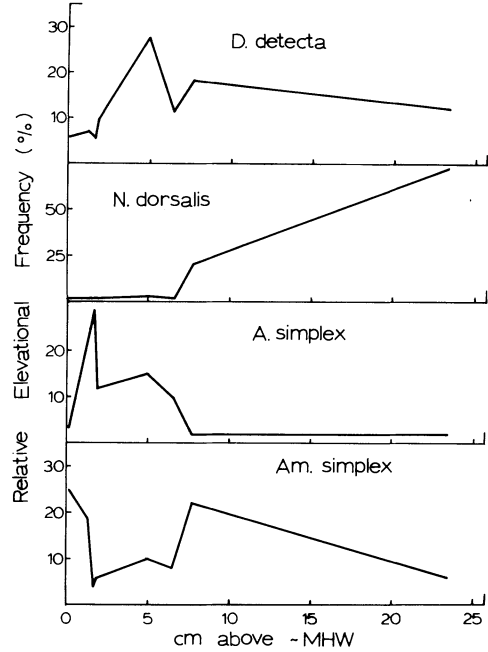 D. detecta
30
20
10
N. dorsalis
50
25
A. simplex
20
10
Am. simplex
30
20
10
0 5 10 15 20 25
cm above ~MHW
Relative Elevational Frequency (%)